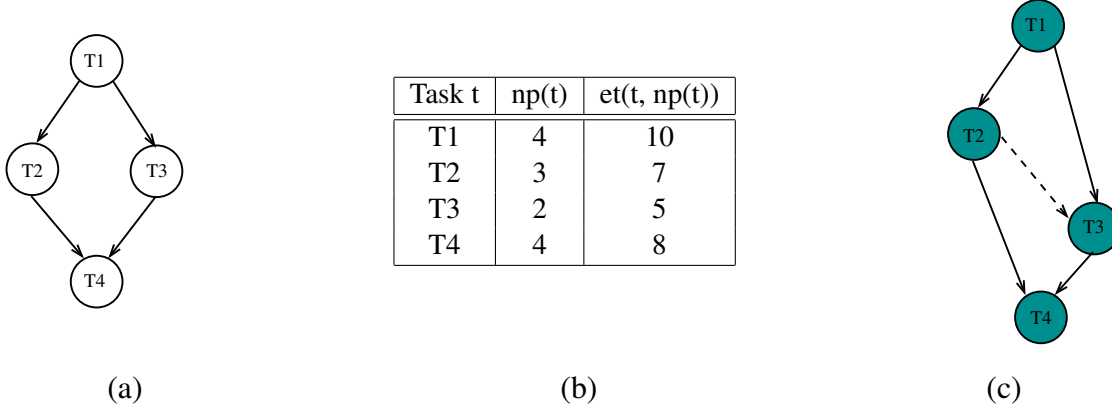 T1
T2
T3
T4
(a)
Task t np(t) et(t, np(t))
T1 4 10
T2 3 7
T3 2 5
T4 4 8
(b)
T1
T2
T3
T4
(c)